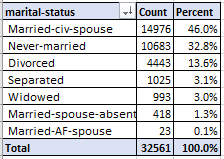 marital-status Count Percent
Married-civ-spouse 14976 46.0%
Never-married 10683 32.8%
Divorced 4443 13.6%
Separated 1025 3.1%
Widowed 993 3.0%
Married-spouse-absent 418 1.3%
Married-AF-spouse 23 0.1%
Total 32561 100.0%